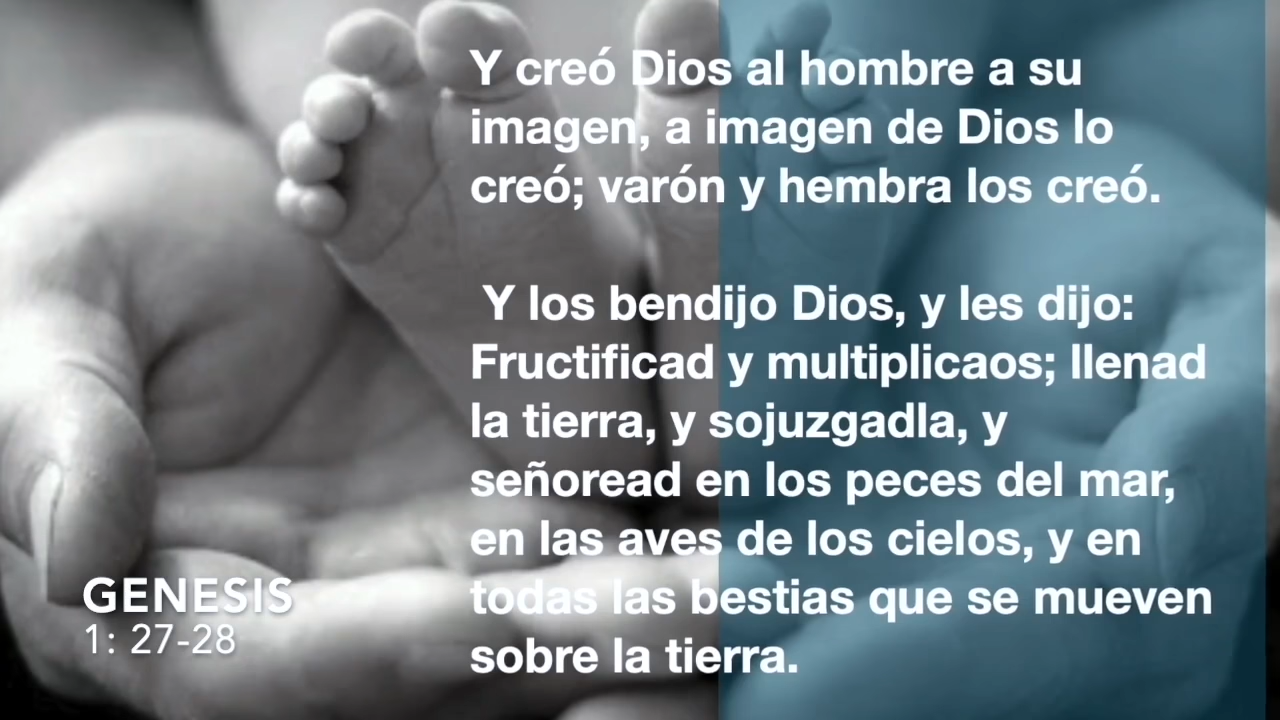 Y creó Dios al hombre a su
imagen, a imagen de Dios lo
creó; varón y hembra los creó.
Y los bendijo Dios, y les dijo:
Fructificad y multiplicaos; llenad
la tierra, y sojuzgadla, y
señoread en los peces del mar,
en las aves de los cielos, y en
todas las bestias que se mueven
sobre la tierra.
GENESIS
1: 27-28